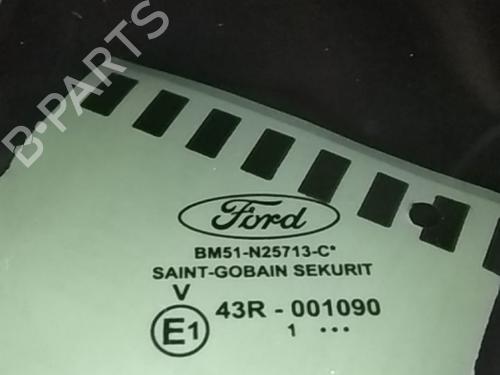 B-PARTS
Ford
BM51-N25713-C*
SAINT-GOBAIN SEKURIT
V
E1 43R - 001090
1 •••